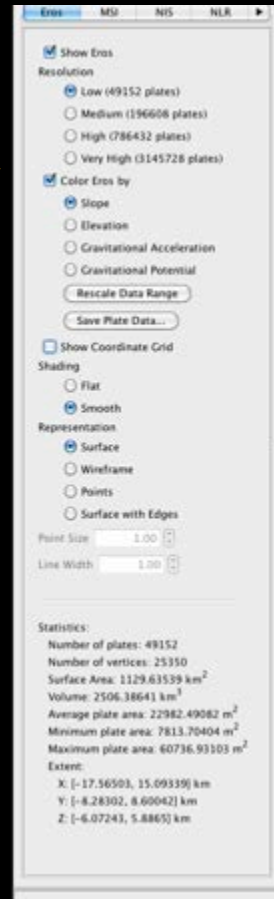 Eros MSI NIS NLR
Show Eros
Resolution
Low (49152 plates)
Medium (196608 plates)
High (786432 plates)
Very High (3145728 plates)
Color Eros by
Slope
Elevation
Gravitational Acceleration
Gravitational Potential
Rescale Data Range
Save Plate Data...
Show Coordinate Grid
Shading
Flat
Smooth
Representation
Surface
Wireframe
Points
Surface with Edges
Point Size 1.00
Line Width 1.00
Statistics:
Number of plates: 49152
Number of vertices: 25350
Surface Area: 1129.63539 km²
Volume: 2506.38641 km³
Average plate area: 22982.49082 m²
Minimum plate area: 7813.70404 m²
Maximum plate area: 60736.93103 m²
Extent:
X: [-17.56503, 15.09339] km
Y: [-8.28302, 8.60042] km
Z: [-6.07243, 5.8865] km